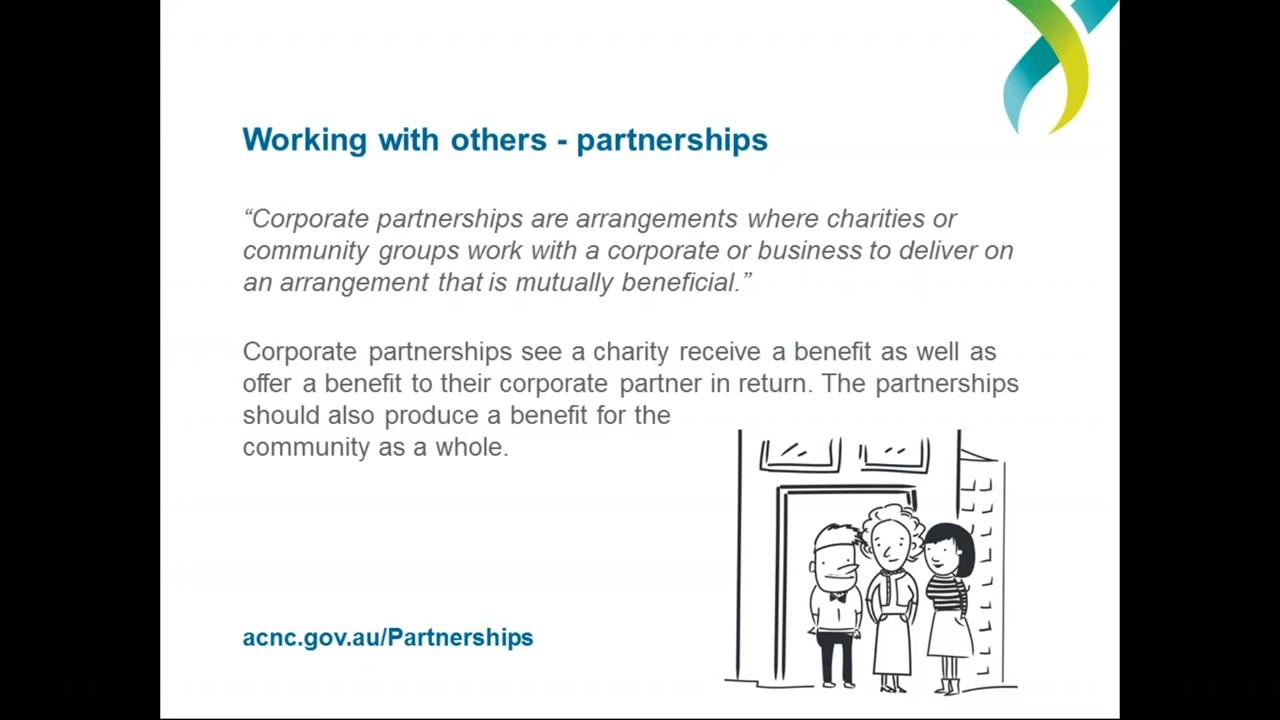 Working with others - partnerships
“Corporate partnerships are arrangements where charities or
community groups work with a corporate or business to deliver on
an arrangement that is mutually beneficial.”
Corporate partnerships see a charity receive a benefit as well as
offer a benefit to their corporate partner in return. The partnerships
should also produce a benefit for the
community as a whole.
acnc.gov.au/Partnerships